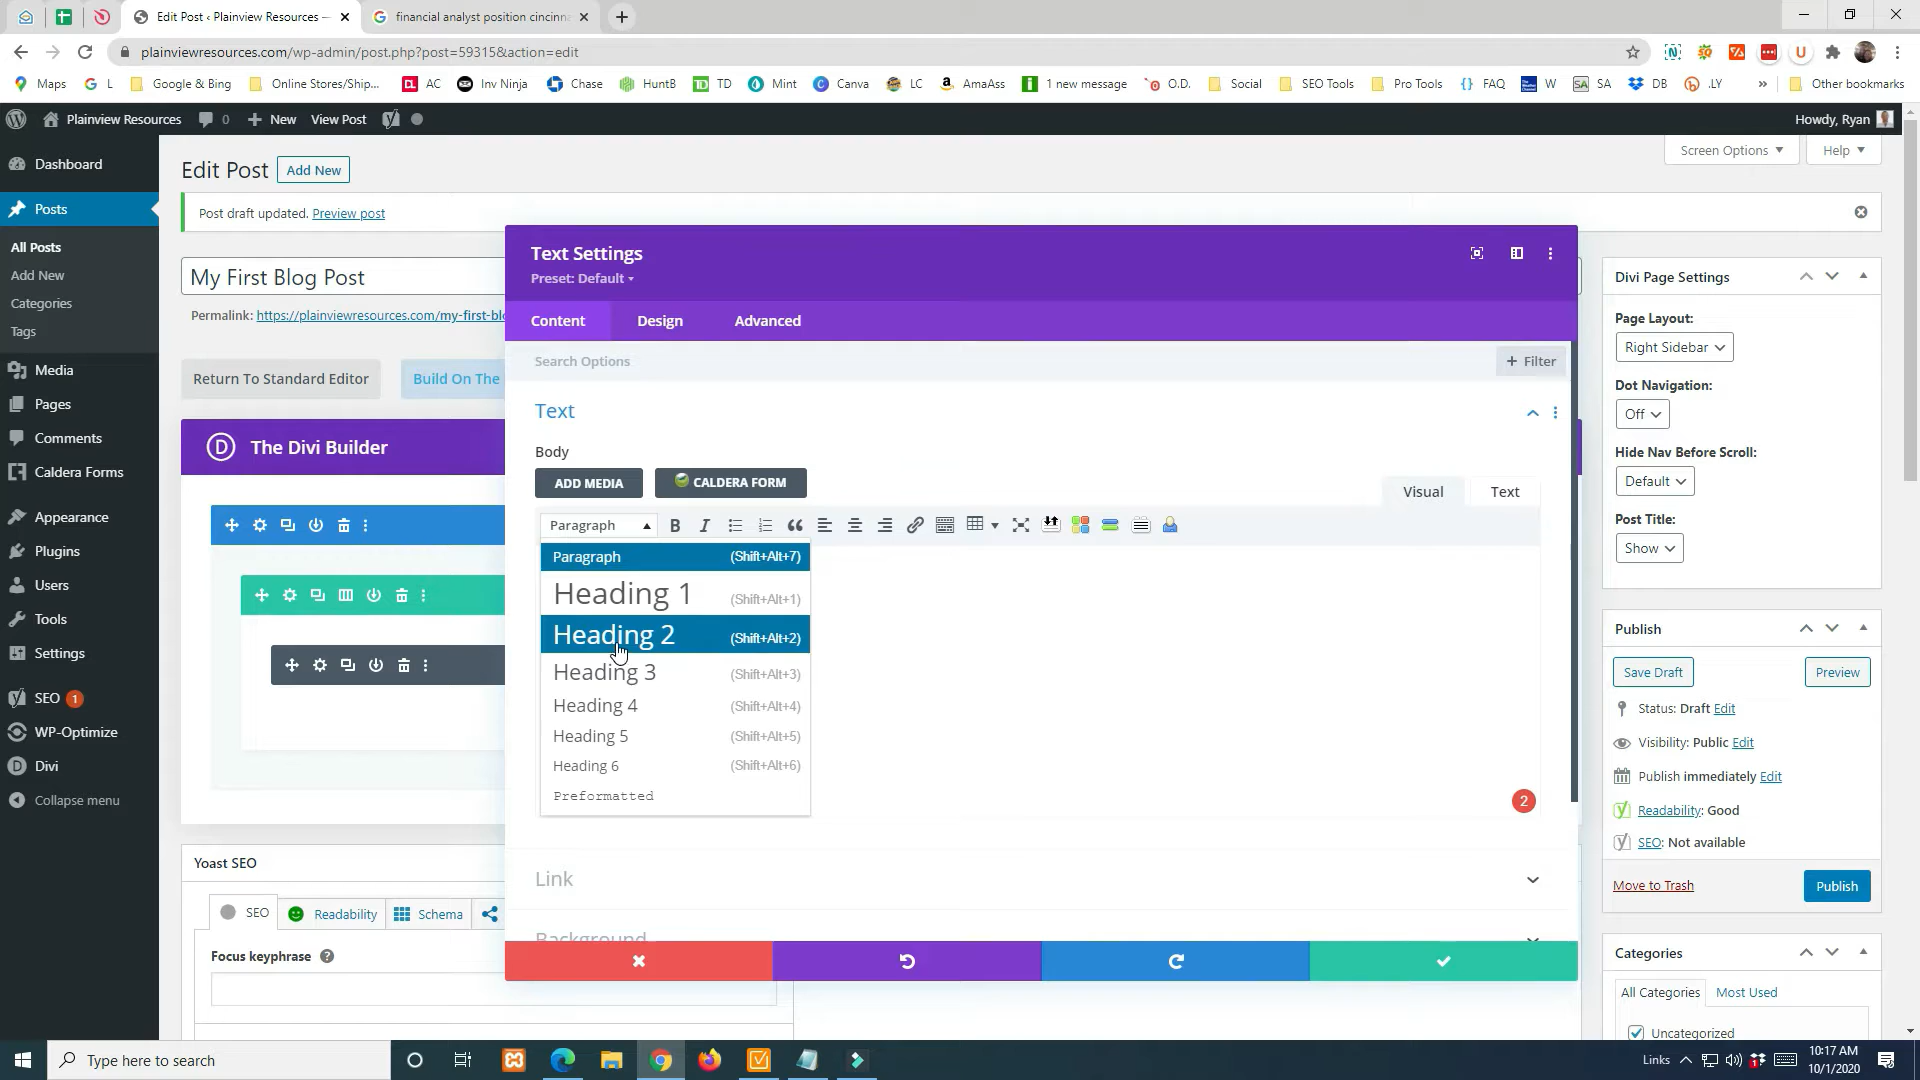 Edit Post ‹ Plainview Resources —
financial analyst position cincinn
plainviewresources.com/wp-admin/post.php?post=59315&action=edit
Maps
L
Google & Bing
Online Stores/Ship...
AC
Inv Ninja
Chase
HuntB
TD
Mint
Canva
LC
AmaAss
1 new message
O.D.
Social
SEO Tools
Pro Tools
FAQ
W
SA
DB
.LY
»
Other bookmarks
Plainview Resources
0
New
View Post
Howdy, Ryan
Dashboard
Posts
All Posts
Add New
Categories
Tags
Media
Pages
Comments
Caldera Forms
Appearance
Plugins
Users
Tools
Settings
SEO 1
WP-Optimize
Divi
Collapse menu
Screen Options
Help
Edit Post
Add New
Post draft updated. Preview post
My First Blog Post
Permalink: https://plainviewresources.com/my-first-blo
Return To Standard Editor
Build On The
The Divi Builder
Yoast SEO
SEO
Readability
Schema
Focus keyphrase
Text Settings
Preset: Default
Content
Design
Advanced
Search Options
+ Filter
Text
Body
ADD MEDIA
CALDERA FORM
Visual
Text
Paragraph
Paragraph (Shift+Alt+7)
Heading 1 (Shift+Alt+1)
Heading 2 (Shift+Alt+2)
Heading 3 (Shift+Alt+3)
Heading 4 (Shift+Alt+4)
Heading 5 (Shift+Alt+5)
Heading 6 (Shift+Alt+6)
Preformatted
2
Link
Background
Divi Page Settings
Page Layout:
Right Sidebar
Dot Navigation:
Off
Hide Nav Before Scroll:
Default
Post Title:
Show
Publish
Save Draft
Preview
Status: Draft Edit
Visibility: Public Edit
Publish immediately Edit
Readability: Good
SEO: Not available
Move to Trash
Publish
Categories
All Categories
Most Used
Uncategorized
Type here to search
Links
10:17 AM
10/1/2020